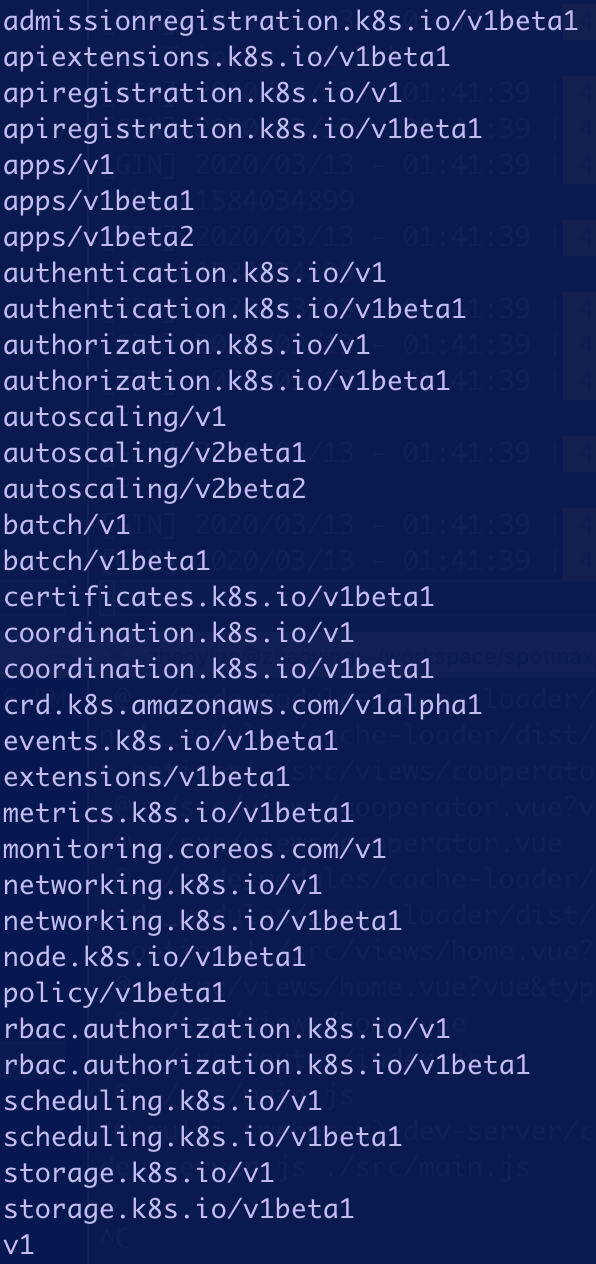 admissionregistration.k8s.io/v1beta1
apiextensions.k8s.io/v1beta1
apiregistration.k8s.io/v1
apiregistration.k8s.io/v1beta1
apps/v1
apps/v1beta1
apps/v1beta2
authentication.k8s.io/v1
authentication.k8s.io/v1beta1
authorization.k8s.io/v1
authorization.k8s.io/v1beta1
autoscaling/v1
autoscaling/v2beta1
autoscaling/v2beta2
batch/v1
batch/v1beta1
certificates.k8s.io/v1beta1
coordination.k8s.io/v1
coordination.k8s.io/v1beta1
crd.k8s.amazonaws.com/v1alpha1
events.k8s.io/v1beta1
extensions/v1beta1
metrics.k8s.io/v1beta1
monitoring.coreos.com/v1
networking.k8s.io/v1
networking.k8s.io/v1beta1
node.k8s.io/v1beta1
policy/v1beta1
rbac.authorization.k8s.io/v1
rbac.authorization.k8s.io/v1beta1
scheduling.k8s.io/v1
scheduling.k8s.io/v1beta1
storage.k8s.io/v1
storage.k8s.io/v1beta1
v1